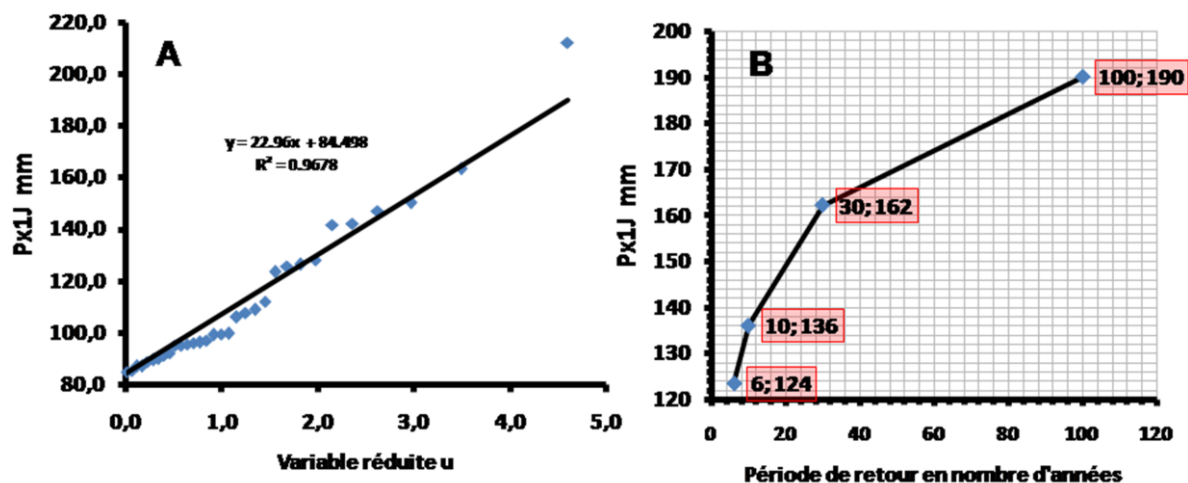 A
220,0
200,0
180,0
160,0
140,0
120,0
100,0
80,0
Px1J mm
y = 22.96x + 84.498
R² = 0.9678
0,0 1,0 2,0 3,0 4,0 5,0
Variable réduite u
B
200
190
180
170
160
150
140
130
120
Px1J mm
100; 190
30; 162
10; 136
6; 124
0 20 40 60 80 100 120
Période de retour en nombre d'années